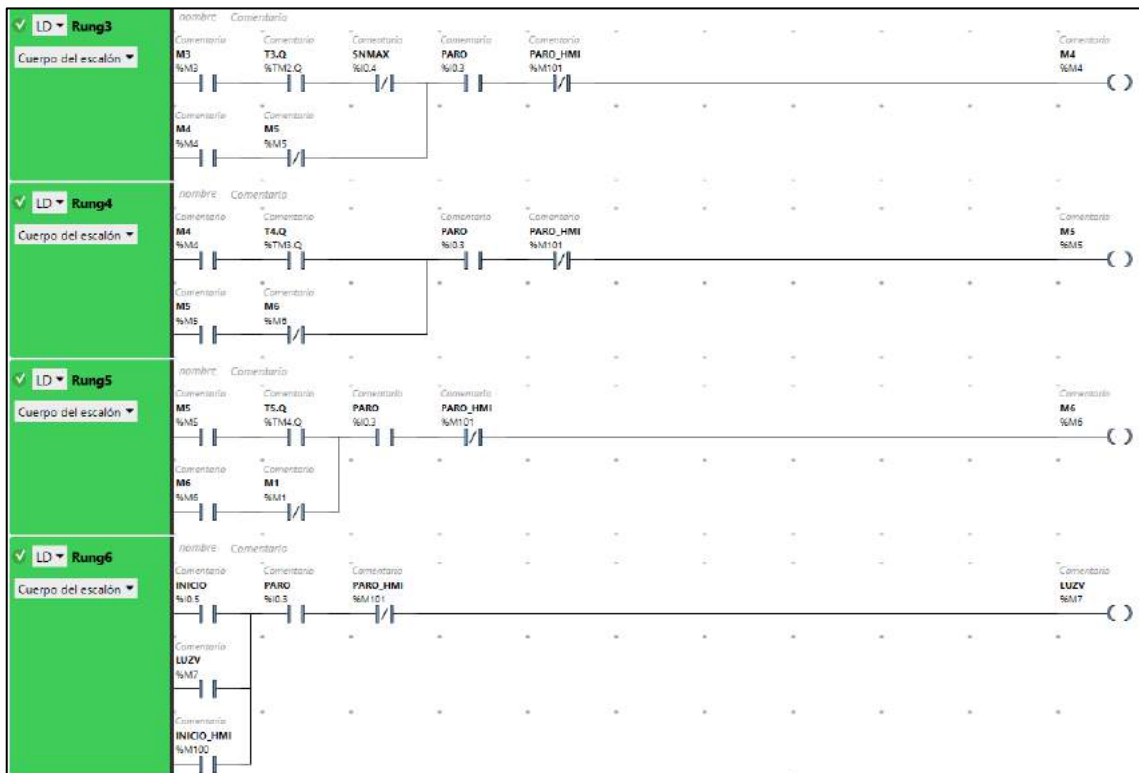 nombre Comentario
LD Rung3
Comentario Comentario Comentario Comentario Comentario Comentario
M3 T3.Q SNMAX PARO PARO_HMI M4
Cuerpo del escalón
%M3 %TM2.Q %I0.4 %I0.3 %M101 %M4
Comentario Comentario
M4 M5
%M4 %M5
nombre Comentario
LD Rung4
Comentario Comentario Comentario Comentario Comentario
M4 T4.Q PARO PARO_HMI M5
Cuerpo del escalón
%M4 %TM3.Q %I0.3 %M101 %M5
Comentario Comentario
M5 M6
%M5 %M6
nombre Comentario
LD Rung5
Comentario Comentario Comentario Comentario Comentario
M5 T5.Q PARO PARO_HMI M6
Cuerpo del escalón
%M5 %TM4.Q %I0.3 %M101 %M6
Comentario Comentario
M6 M1
%M6 %M1
nombre Comentario
LD Rung6
Comentario Comentario Comentario Comentario
INICIO PARO PARO_HMI LUZV
Cuerpo del escalón
%I0.5 %I0.3 %M101 %M7
Comentario
LUZV
%M7
Comentario
INICIO_HMI
%M100